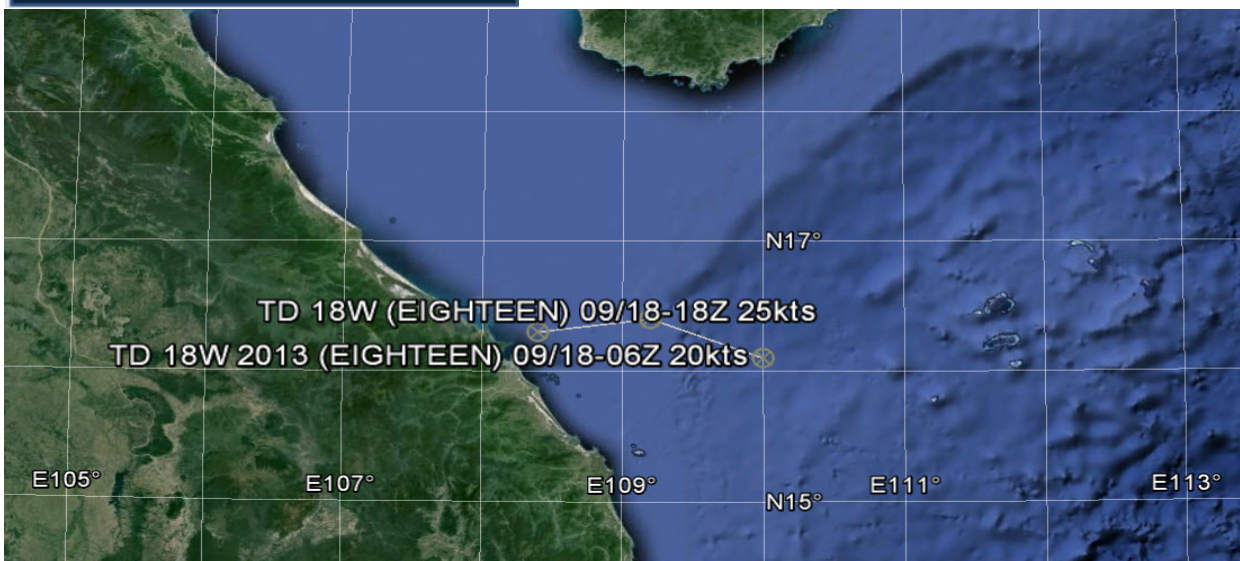 N17°
TD 18W (EIGHTEEN) 09/18-18Z 25kts
TD 18W 2013 (EIGHTEEN) 09/18-06Z 20kts
E105°
E107°
E109°
E111°
E113°
N15°